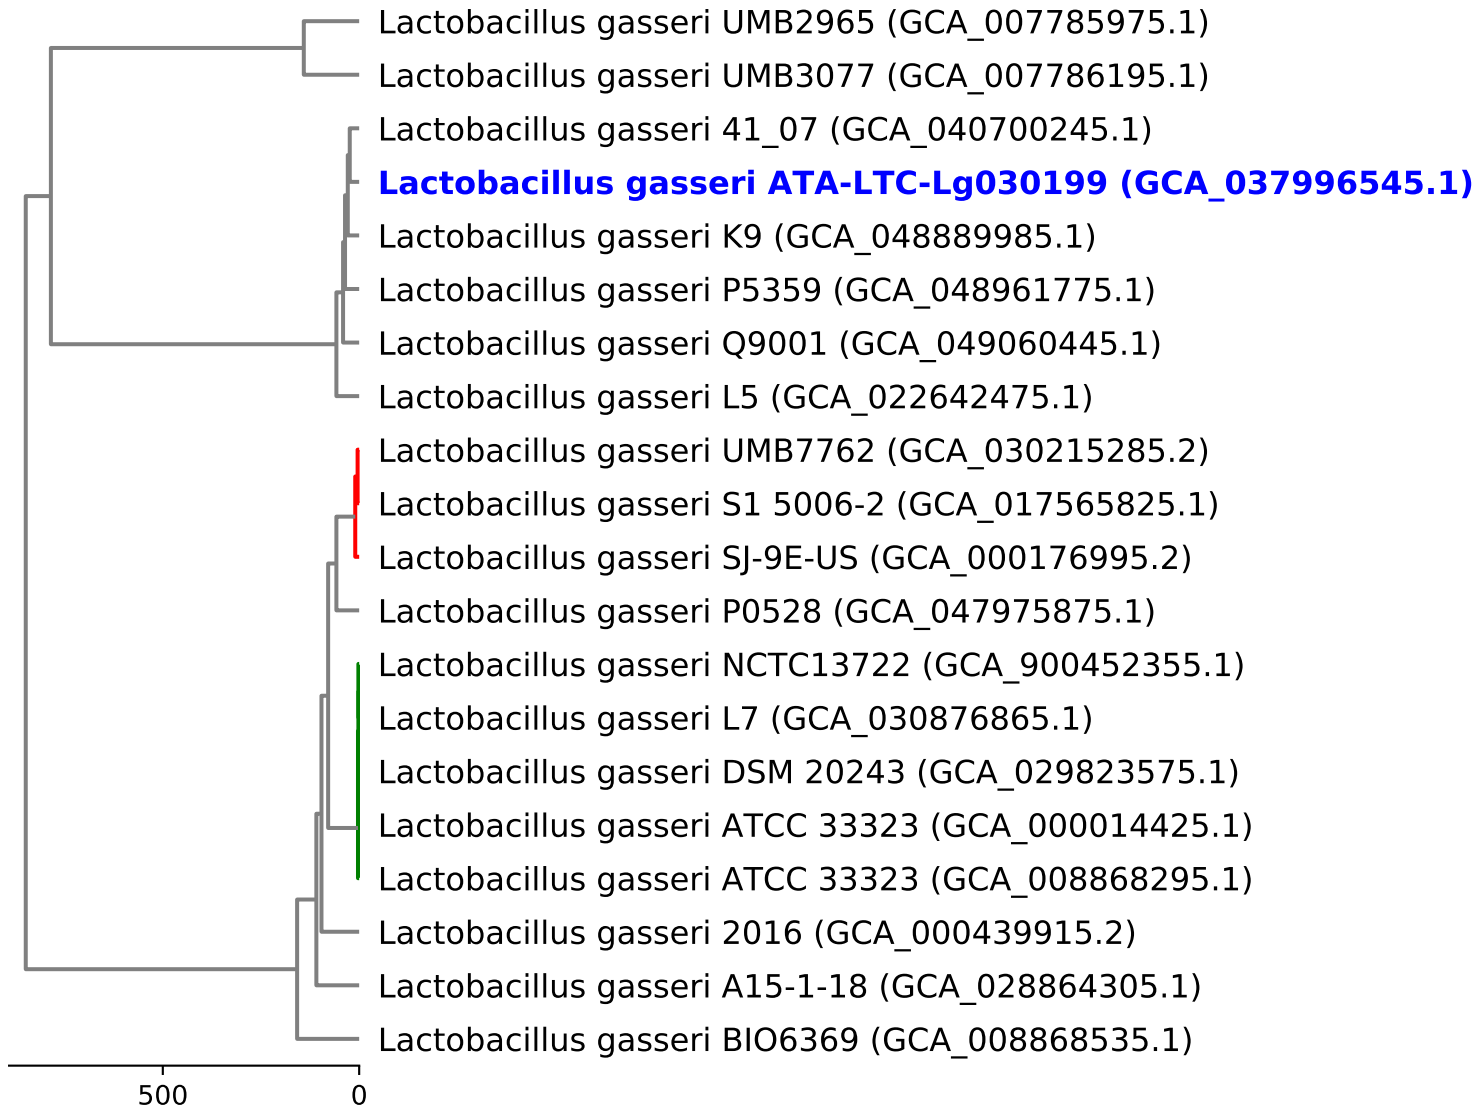 Lactobacillus gasseri UMB2965 (GCA_007785975.1)
Lactobacillus gasseri UMB3077 (GCA_007786195.1)
Lactobacillus gasseri 41_07 (GCA_040700245.1)
Lactobacillus gasseri ATA-LTC-Lg030199 (GCA_037996545.1)
Lactobacillus gasseri K9 (GCA_048889985.1)
Lactobacillus gasseri P5359 (GCA_048961775.1)
Lactobacillus gasseri Q9001 (GCA_049060445.1)
Lactobacillus gasseri L5 (GCA_022642475.1)
Lactobacillus gasseri UMB7762 (GCA_030215285.2)
Lactobacillus gasseri S1 5006-2 (GCA_017565825.1)
Lactobacillus gasseri SJ-9E-US (GCA_000176995.2)
Lactobacillus gasseri P0528 (GCA_047975875.1)
Lactobacillus gasseri NCTC13722 (GCA_900452355.1)
Lactobacillus gasseri L7 (GCA_030876865.1)
Lactobacillus gasseri DSM 20243 (GCA_029823575.1)
Lactobacillus gasseri ATCC 33323 (GCA_000014425.1)
Lactobacillus gasseri ATCC 33323 (GCA_008868295.1)
Lactobacillus gasseri 2016 (GCA_000439915.2)
Lactobacillus gasseri A15-1-18 (GCA_028864305.1)
Lactobacillus gasseri BIO6369 (GCA_008868535.1)
500 0